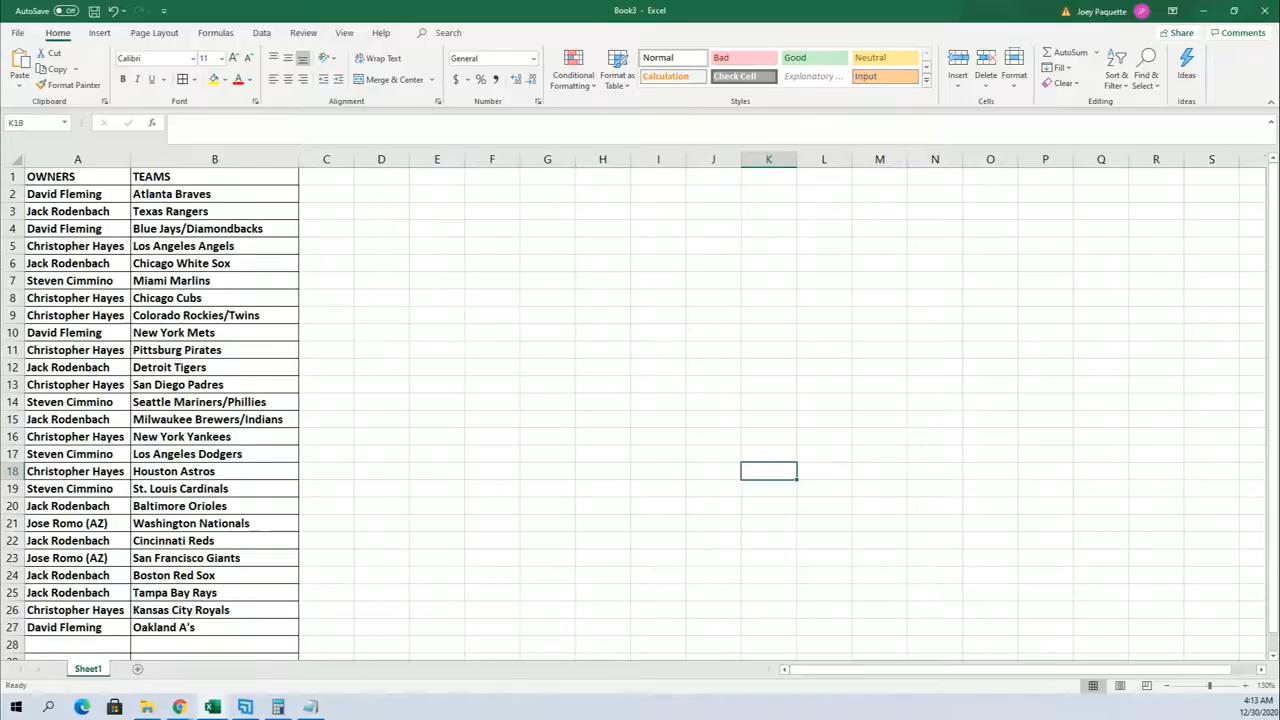 AutoSave Off Book3 - Excel Joey Paquette JP
File Home Insert Page Layout Formulas Data Review View Help Search Share Comments
Paste Cut Copy Format Painter Clipboard
Calibri 11 B I U A A A Font
Wrap Text Merge & Center Alignment
General $ % , Number
Conditional Formatting Format as Table
Normal Bad Good Neutral
Calculation Check Cell Explanatory ... Input
Styles
Insert Delete Format Cells
AutoSum Fill Clear Sort & Filter Find & Select Editing
Ideas Ideas
K18 fx
A B C D E F G H I J K L M N O P Q R S
1 OWNERS TEAMS
2 David Fleming Atlanta Braves
3 Jack Rodenbach Texas Rangers
4 David Fleming Blue Jays/Diamondbacks
5 Christopher Hayes Los Angeles Angels
6 Jack Rodenbach Chicago White Sox
7 Steven Cimmino Miami Marlins
8 Christopher Hayes Chicago Cubs
9 Christopher Hayes Colorado Rockies/Twins
10 David Fleming New York Mets
11 Christopher Hayes Pittsburg Pirates
12 Jack Rodenbach Detroit Tigers
13 Christopher Hayes San Diego Padres
14 Steven Cimmino Seattle Mariners/Phillies
15 Jack Rodenbach Milwaukee Brewers/Indians
16 Christopher Hayes New York Yankees
17 Steven Cimmino Los Angeles Dodgers
18 Christopher Hayes Houston Astros
19 Steven Cimmino St. Louis Cardinals
20 Jack Rodenbach Baltimore Orioles
21 Jose Romo (AZ) Washington Nationals
22 Jack Rodenbach Cincinnati Reds
23 Jose Romo (AZ) San Francisco Giants
24 Jack Rodenbach Boston Red Sox
25 Jack Rodenbach Tampa Bay Rays
26 Christopher Hayes Kansas City Royals
27 David Fleming Oakland A's
28
Sheet1
Ready 130%
4:13 AM
12/30/2020